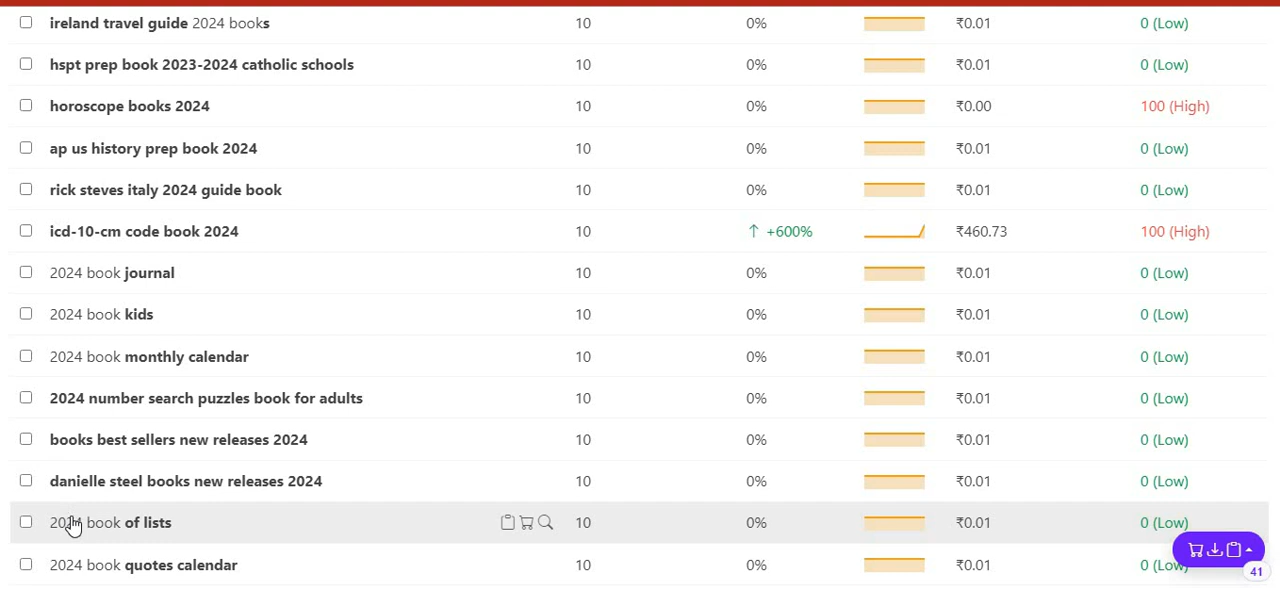 ireland travel guide 2024 books 10 0% ₹0.01 0 (Low)
hspt prep book 2023-2024 catholic schools 10 0% ₹0.01 0 (Low)
horoscope books 2024 10 0% ₹0.00 100 (High)
ap us history prep book 2024 10 0% ₹0.01 0 (Low)
rick steves italy 2024 guide book 10 0% ₹0.01 0 (Low)
icd-10-cm code book 2024 10 ↑ +600% ₹460.73 100 (High)
2024 book journal 10 0% ₹0.01 0 (Low)
2024 book kids 10 0% ₹0.01 0 (Low)
2024 book monthly calendar 10 0% ₹0.01 0 (Low)
2024 number search puzzles book for adults 10 0% ₹0.01 0 (Low)
books best sellers new releases 2024 10 0% ₹0.01 0 (Low)
danielle steel books new releases 2024 10 0% ₹0.01 0 (Low)
2024 book of lists 10 0% ₹0.01 0 (Low)
2024 book quotes calendar 10 0% ₹0.01 0 (Low)
41